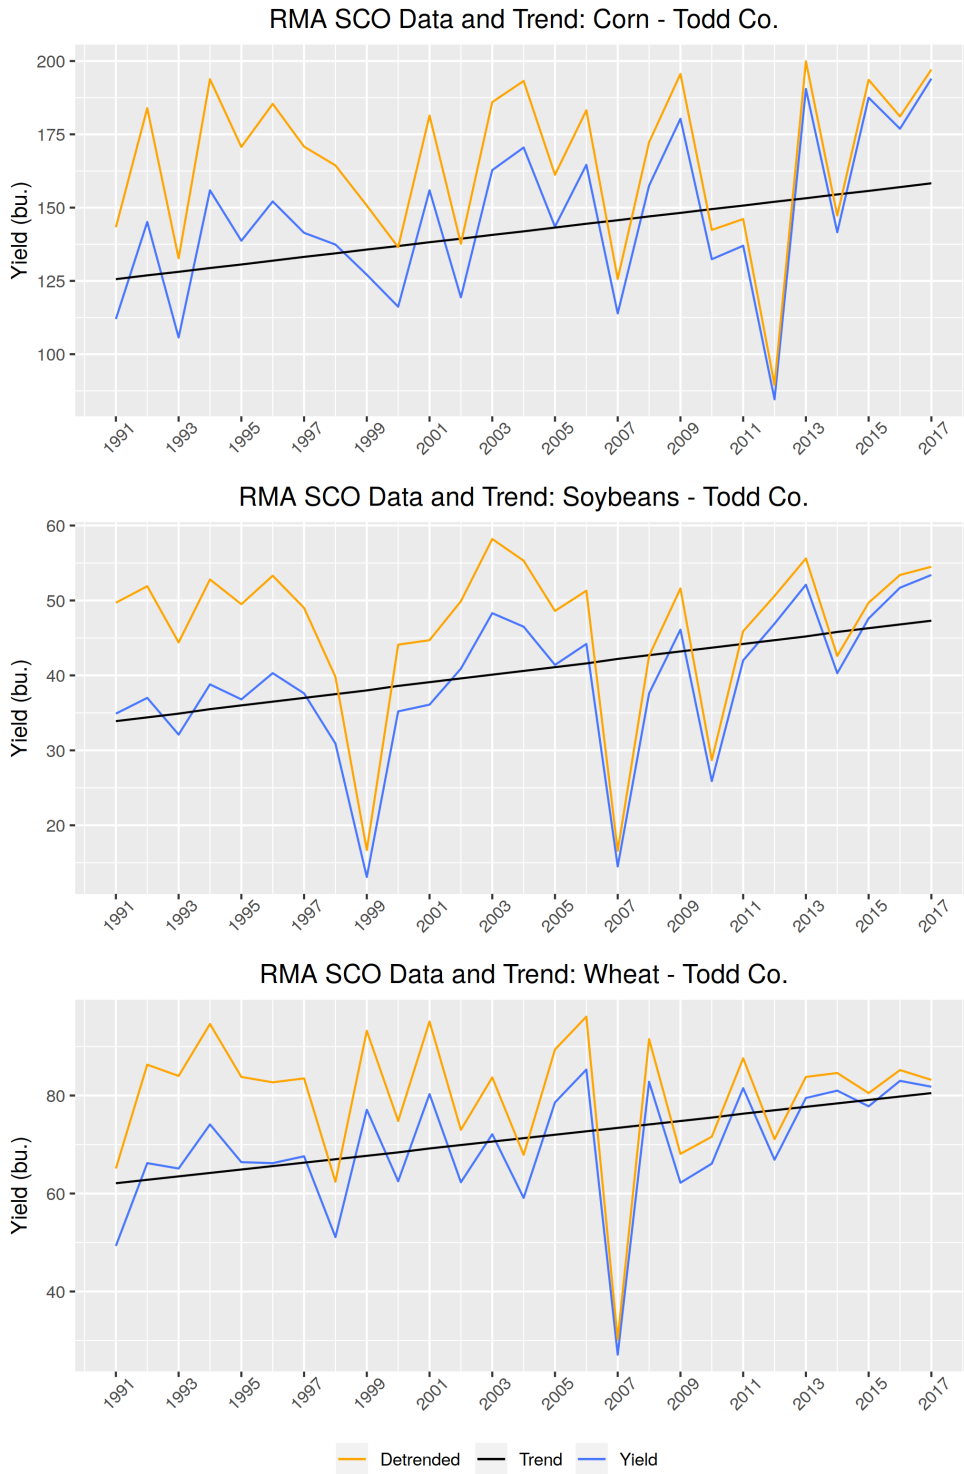 RMA SCO Data and Trend: Corn - Todd Co.
Yield (bu.)
200
175
150
125
100
1991 1993 1995 1997 1999 2001 2003 2005 2007 2009 2011 2013 2015 2017
RMA SCO Data and Trend: Soybeans - Todd Co.
Yield (bu.)
60
50
40
30
20
1991 1993 1995 1997 1999 2001 2003 2005 2007 2009 2011 2013 2015 2017
RMA SCO Data and Trend: Wheat - Todd Co.
Yield (bu.)
80
60
40
1991 1993 1995 1997 1999 2001 2003 2005 2007 2009 2011 2013 2015 2017
Detrended Trend Yield